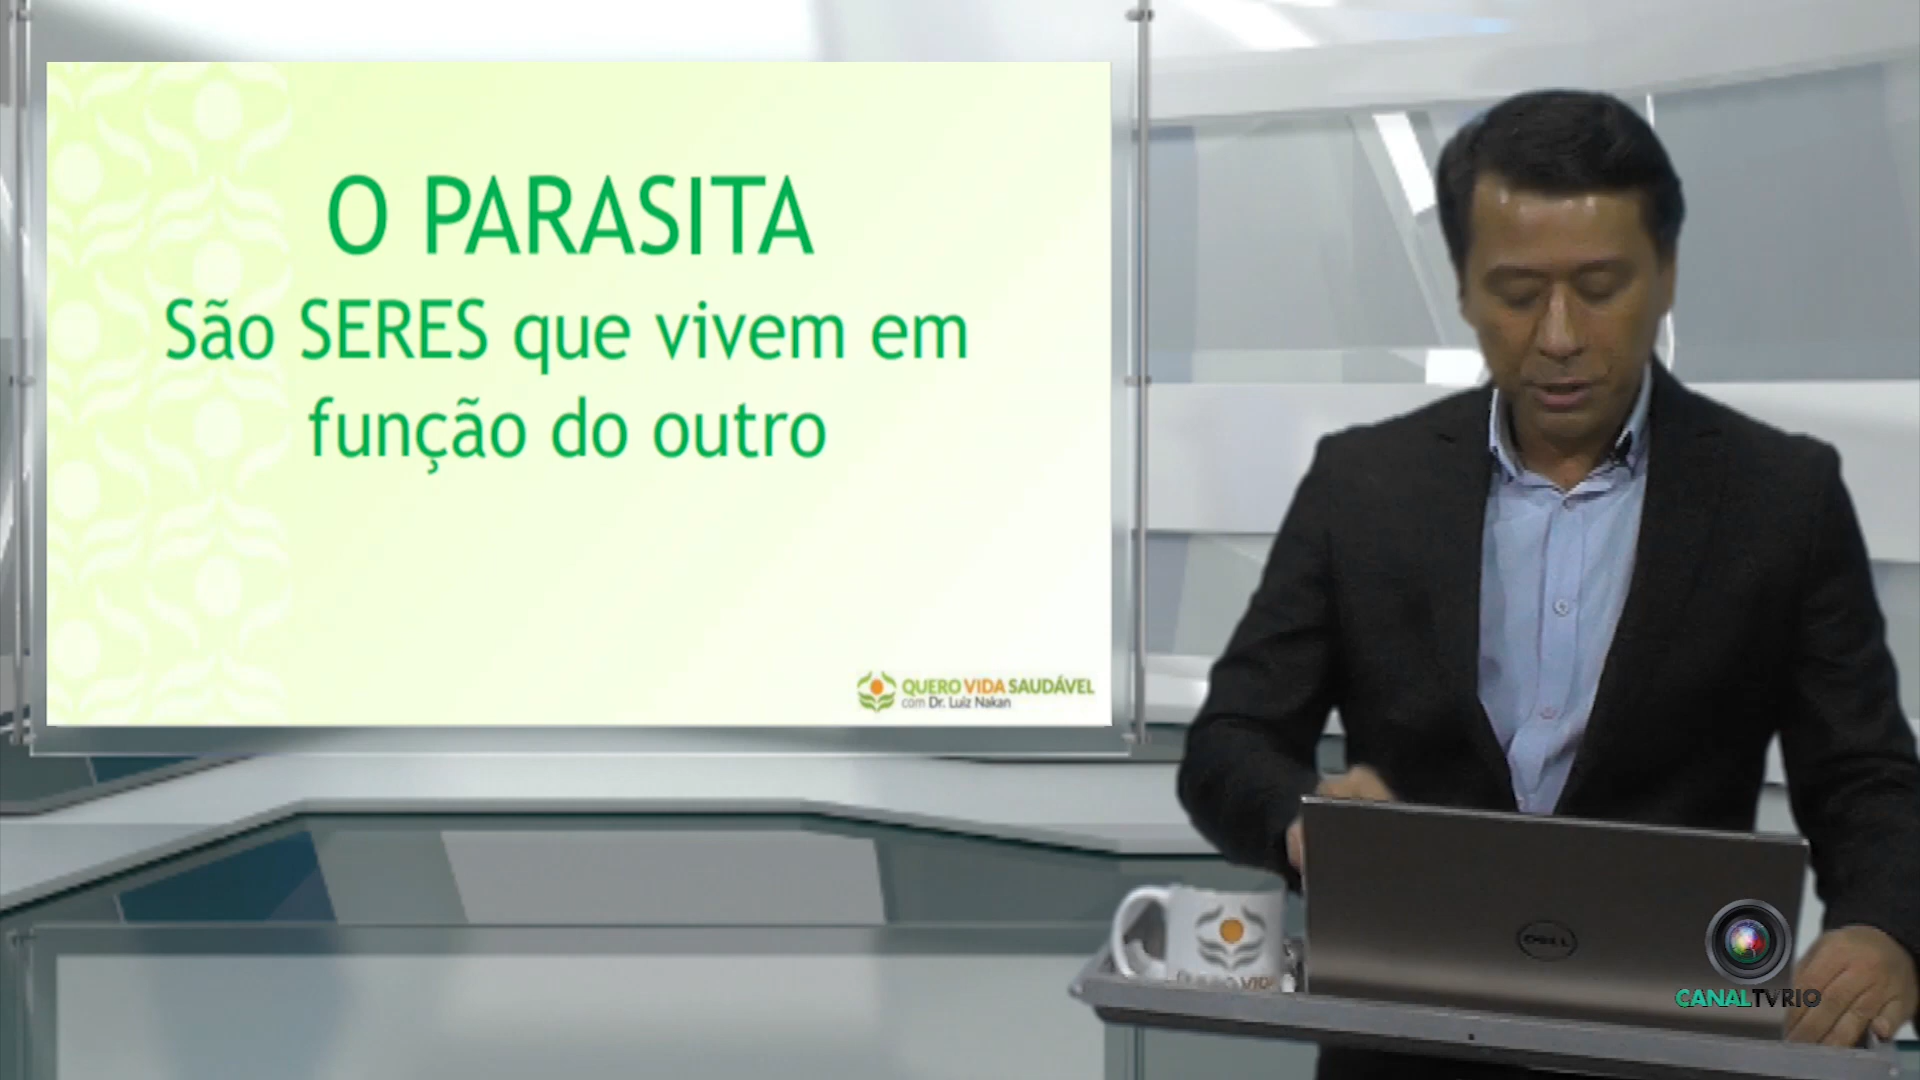 O PARASITA
São SERES que vivem em
função do outro
QUERO VIDA SAUDÁVEL
com Dr. Luiz Nakan
DELL
CANALTVRIO